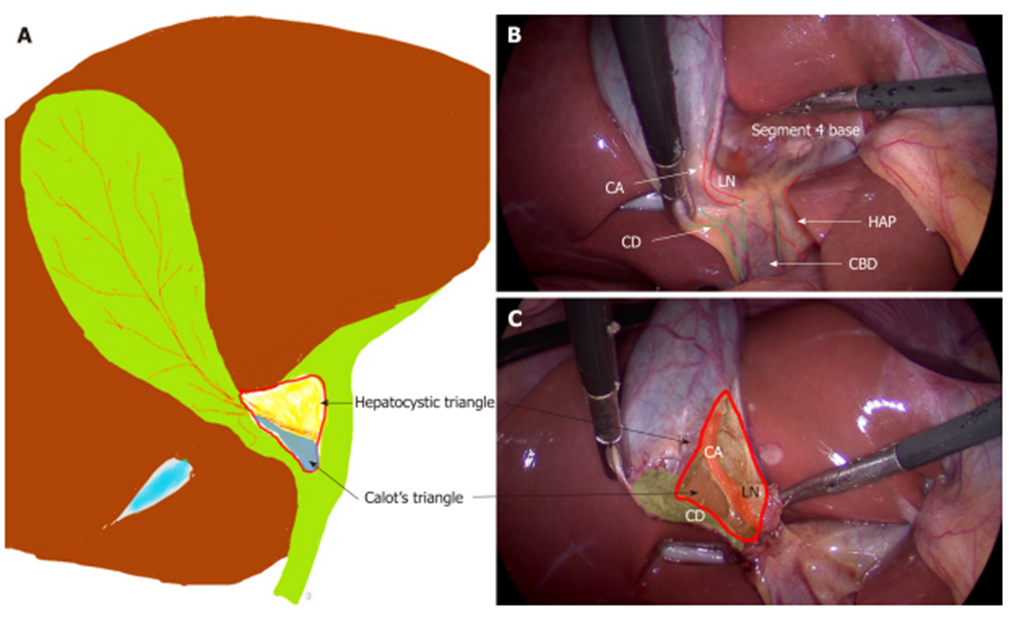 A
Hepatocystic triangle
Calot's triangle
B
Segment 4 base
CA
LN
HAP
CD
CBD
C
CA
LN
CD